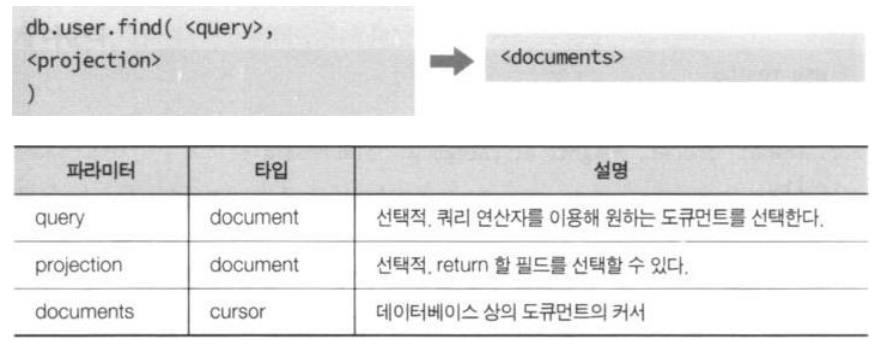 db.user.find( <query>,
<projection>
)
<documents>
파라미터 타입 설명
query document 선택적. 쿼리 연산자를 이용해 원하는 도큐먼트를 선택한다.
projection document 선택적. return 할 필드를 선택할 수 있다.
documents cursor 데이터베이스 상의 도큐먼트의 커서